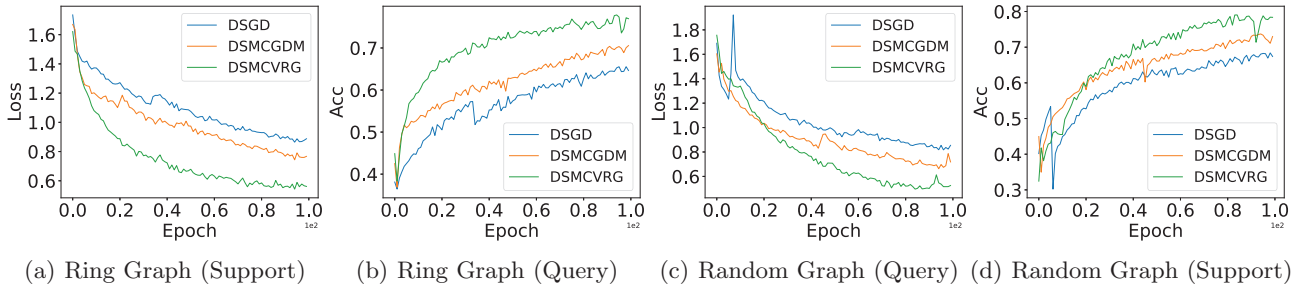 Loss
1.6
1.4
1.2
1.0
0.8
0.6
DSGD
DSMCGDM
DSMCVRG
0.0 0.2 0.4 0.6 0.8 1.0
Epoch
1e2
(a) Ring Graph (Support)
Acc
0.7
0.6
0.5
0.4
DSGD
DSMCGDM
DSMCVRG
0.0 0.2 0.4 0.6 0.8 1.0
Epoch
1e2
(b) Ring Graph (Query)
Loss
1.8
1.6
1.4
1.2
1.0
0.8
0.6
DSGD
DSMCGDM
DSMCVRG
0.0 0.2 0.4 0.6 0.8 1.0
Epoch
1e2
(c) Random Graph (Query)
Acc
0.8
0.7
0.6
0.5
0.4
0.3
DSGD
DSMCGDM
DSMCVRG
0.0 0.2 0.4 0.6 0.8 1.0
Epoch
1e2
(d) Random Graph (Support)